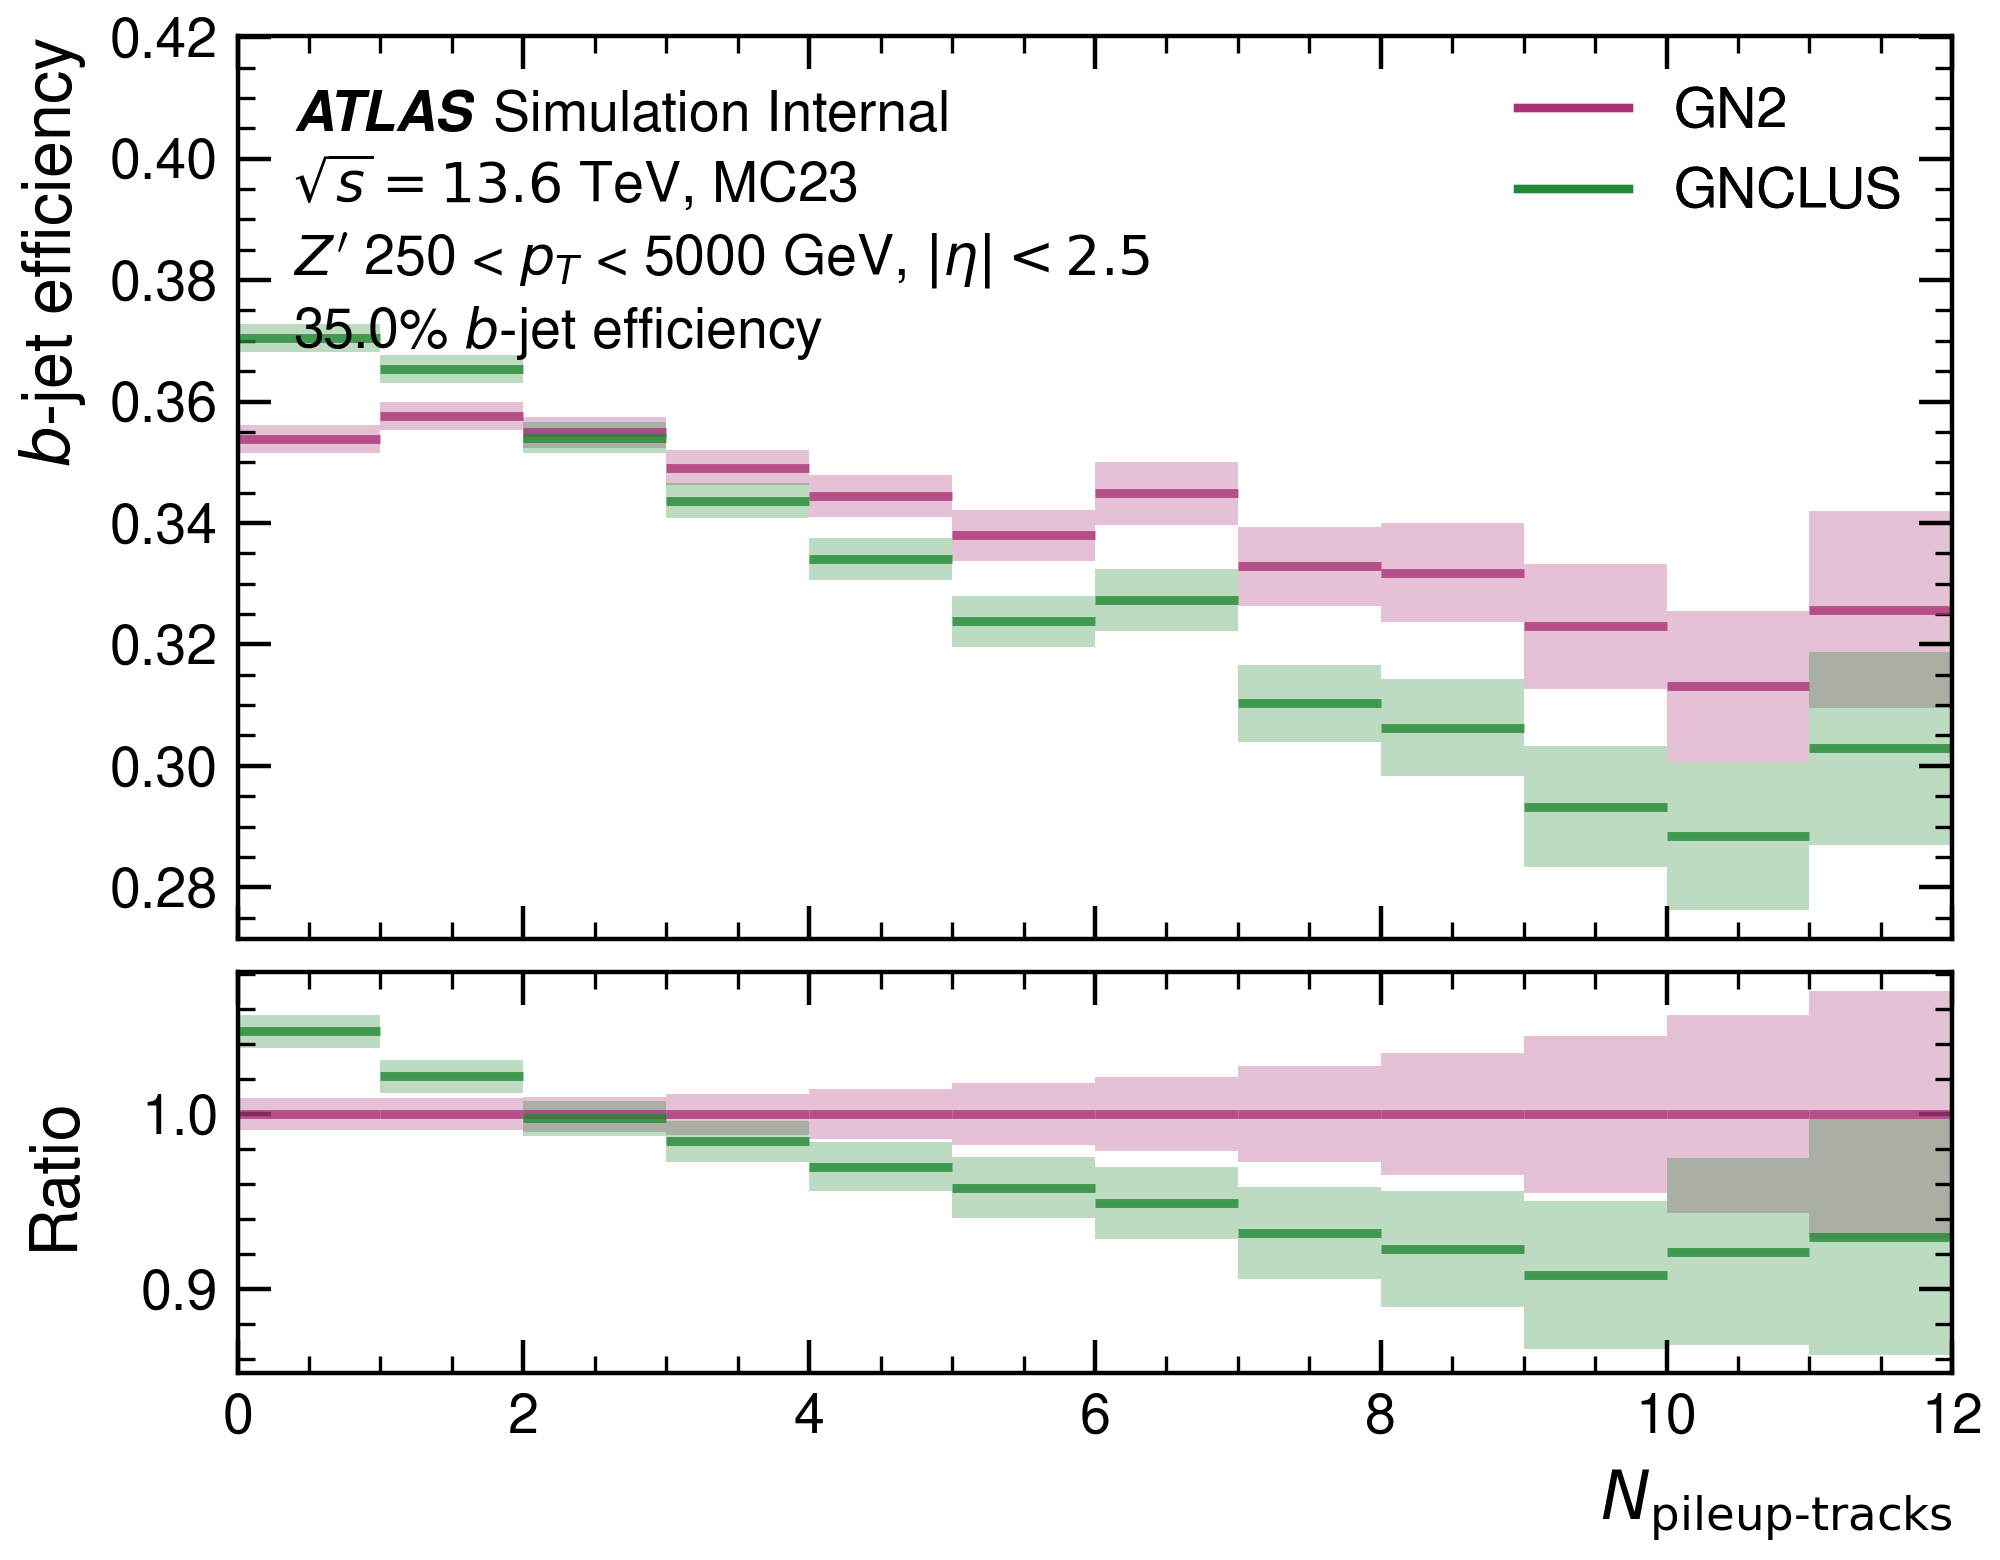 0.42
0.40
0.38
0.36
0.34
0.32
0.30
0.28
b-jet efficiency
ATLAS Simulation Internal
√s = 13.6 TeV, MC23
Z′ 250 < p_T < 5000 GeV, |η| < 2.5
35.0% b-jet efficiency
GN2
GNCLUS
1.0
0.9
Ratio
0 2 4 6 8 10 12
N_pileup-tracks